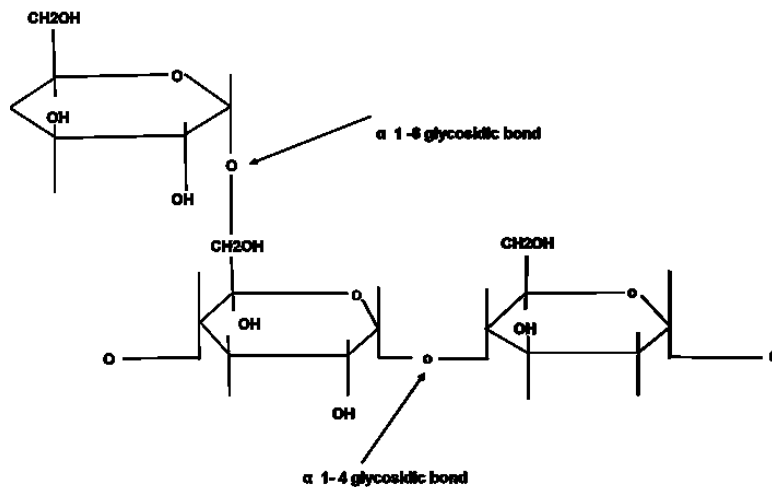 CH2OH
O
OH
α 1 -6 glycosidic bond
O
OH
CH2OH
CH2OH
O
O
OH
OH
O
O
O
OH
α 1- 4 glycosidic bond